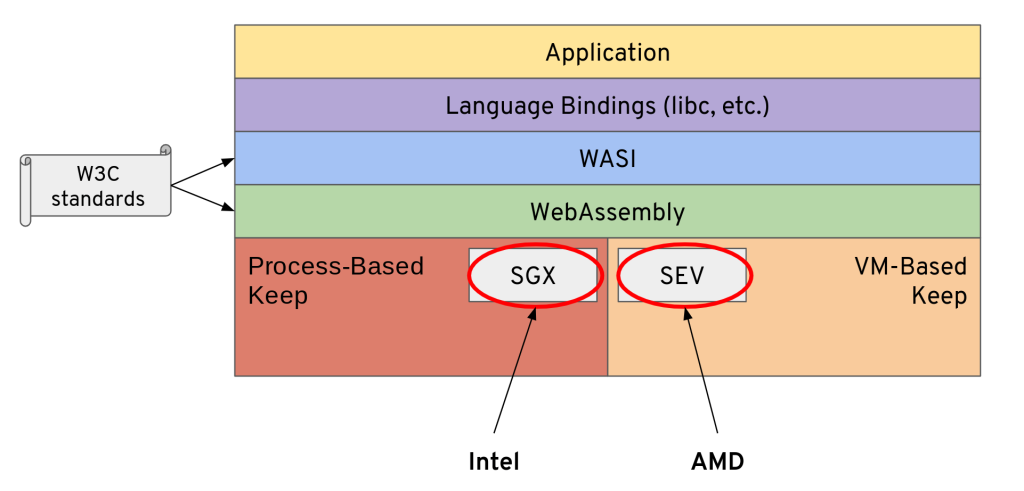 Application
Language Bindings (libc, etc.)
WASI
W3C
standards
WebAssembly
Process-Based
Keep
SGX
SEV
VM-Based
Keep
Intel
AMD